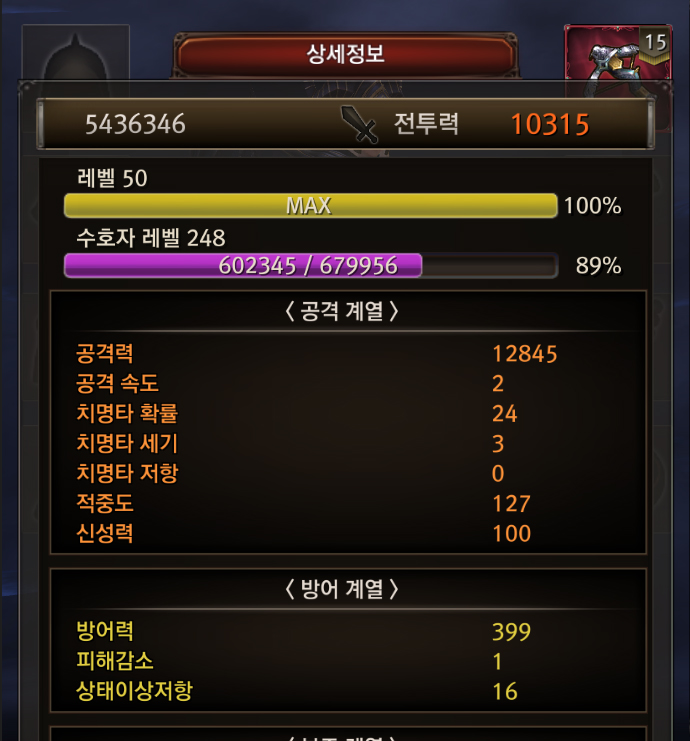 상세정보
15
5436346 전투력 10315
레벨 50
MAX 100%
수호자 레벨 248
602345 / 679956 89%
〈 공격 계열 〉
공격력 12845
공격 속도 2
치명타 확률 24
치명타 세기 3
치명타 저항 0
적중도 127
신성력 100
〈 방어 계열 〉
방어력 399
피해감소 1
상태이상저항 16